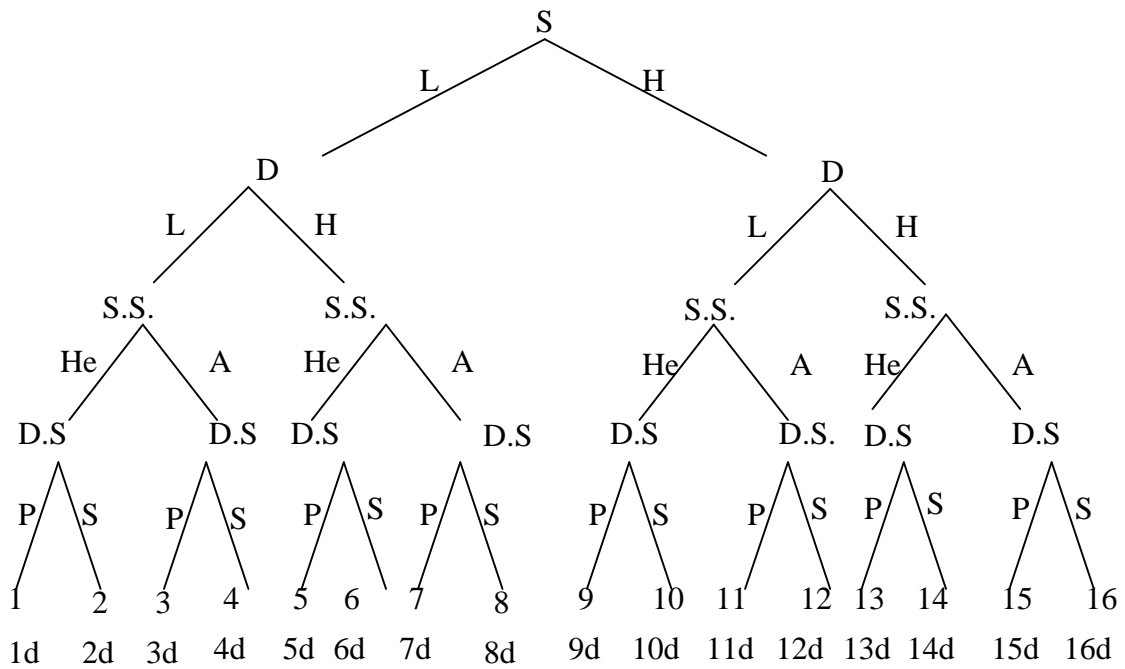 S
L H
D D
L H L H
S.S. S.S. S.S. S.S.
He A He A He A He A
D.S D.S D.S D.S D.S D.S. D.S D.S
P S P S P S P S P S P S P S P S
1 2 3 4 5 6 7 8 9 10 11 12 13 14 15 16
1d 2d 3d 4d 5d 6d 7d 8d 9d 10d 11d 12d 13d 14d 15d 16d